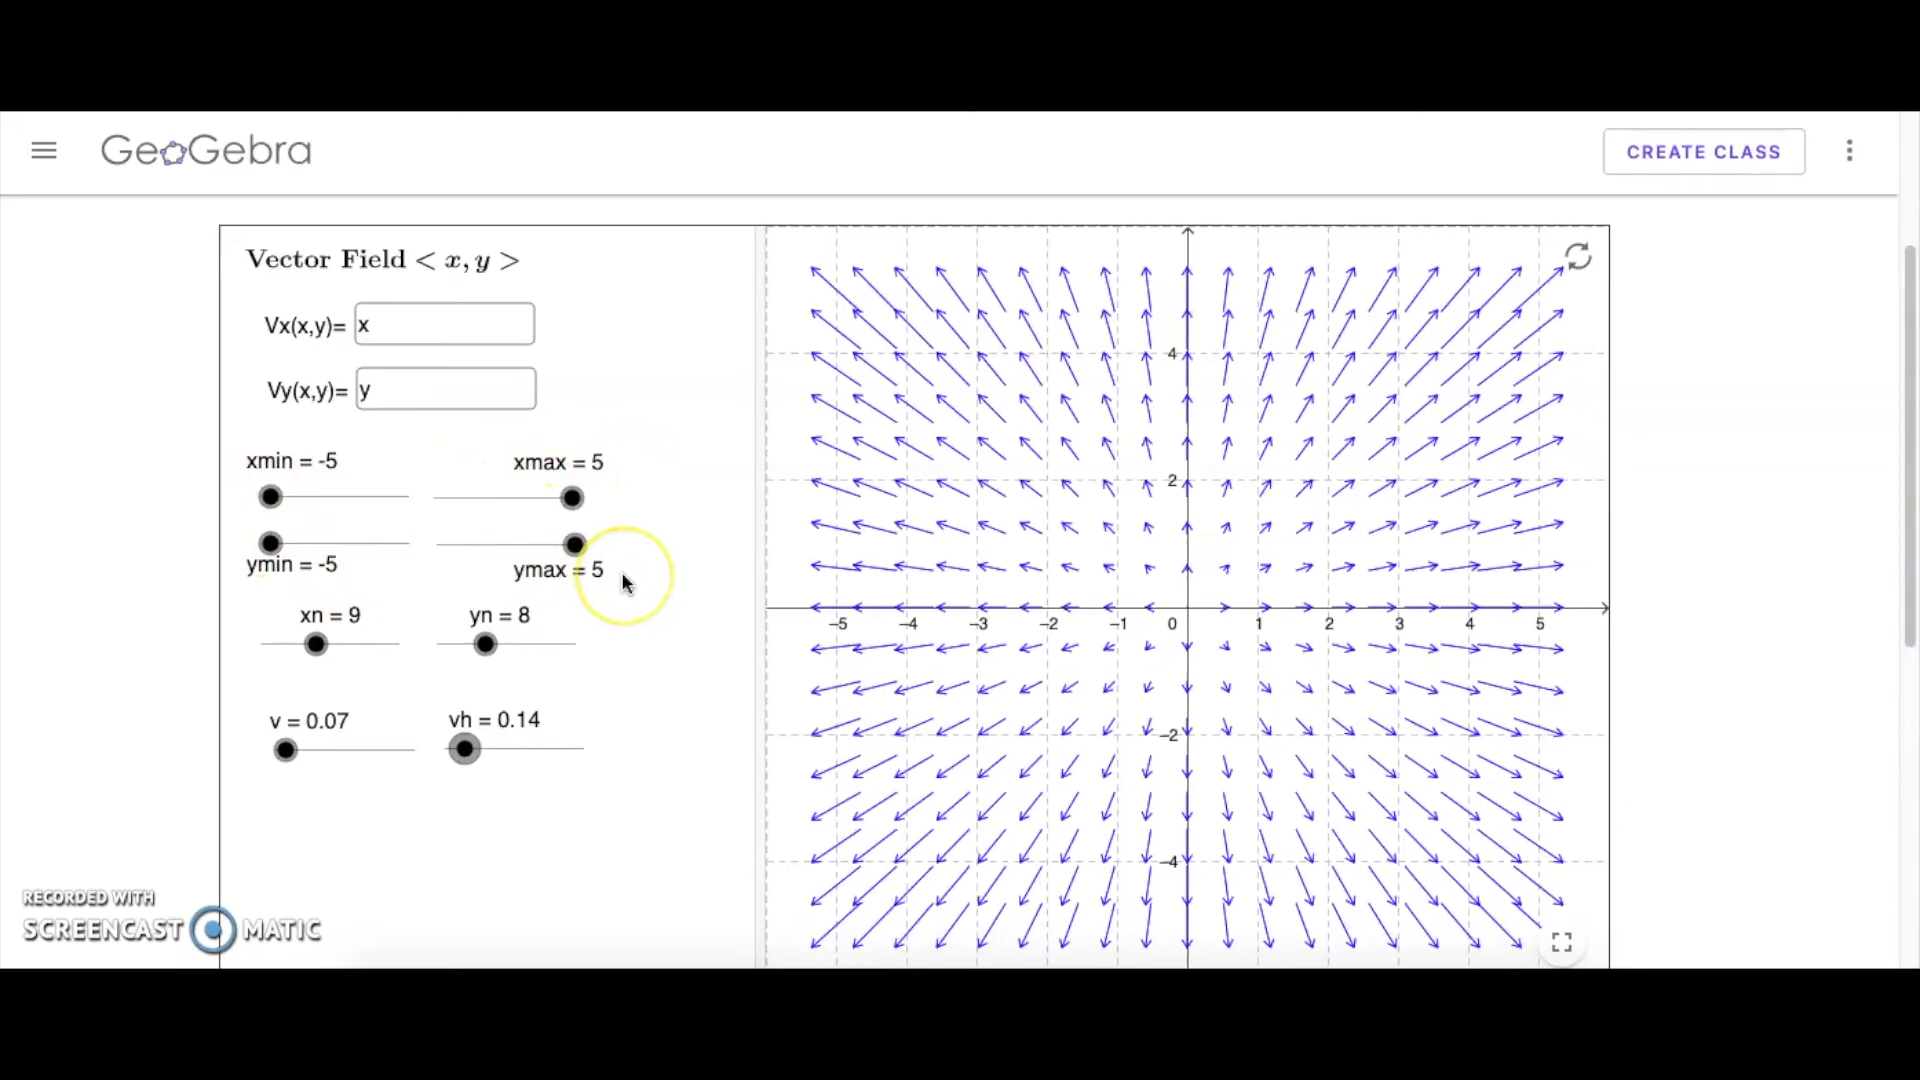 GeoGebra
CREATE CLASS
Vector Field < x, y >
Vx(x,y)= x
Vy(x,y)= y
xmin = -5 xmax = 5
ymin = -5 ymax = 5
xn = 9 yn = 8
v = 0.07 vh = 0.14
4
2
–5 –4 –3 –2 –1 0 1 2 3 4 5
–2
–4
RECORDED WITH
SCREENCAST MATIC